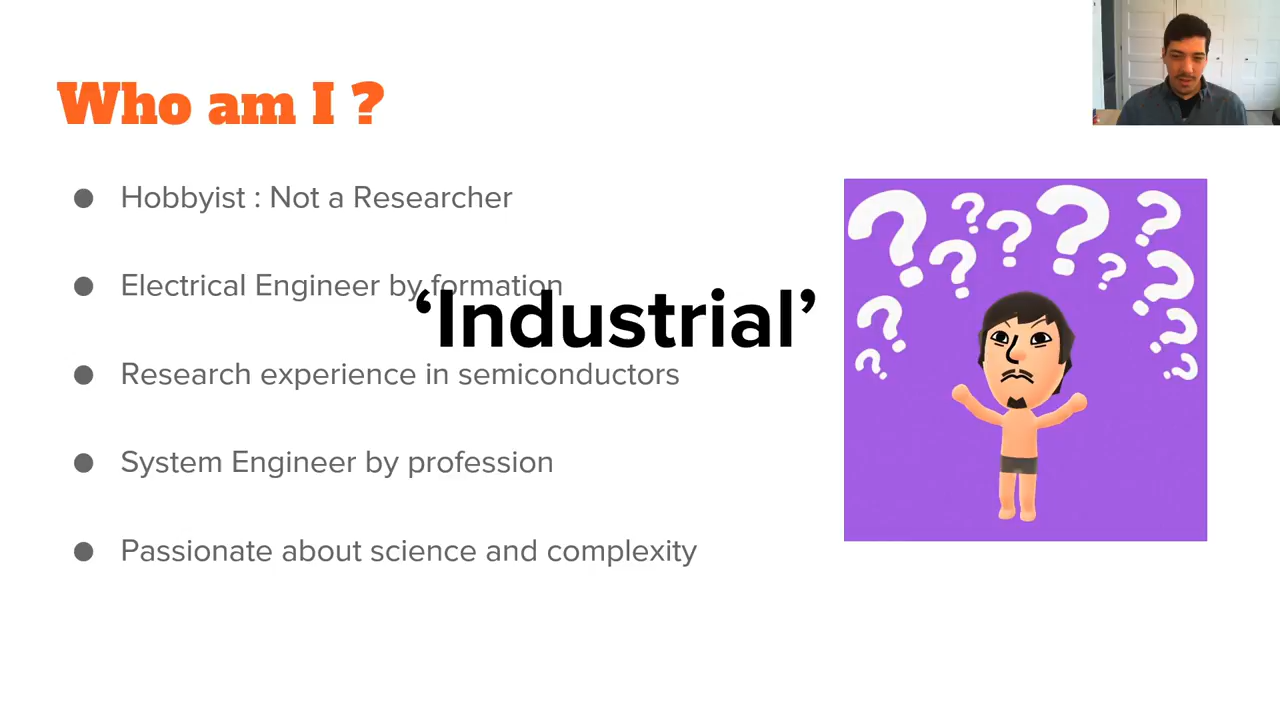 Who am I ?
Hobbyist : Not a Researcher
Electrical Engineer by formation
‘Industrial’
Research experience in semiconductors
System Engineer by profession
Passionate about science and complexity